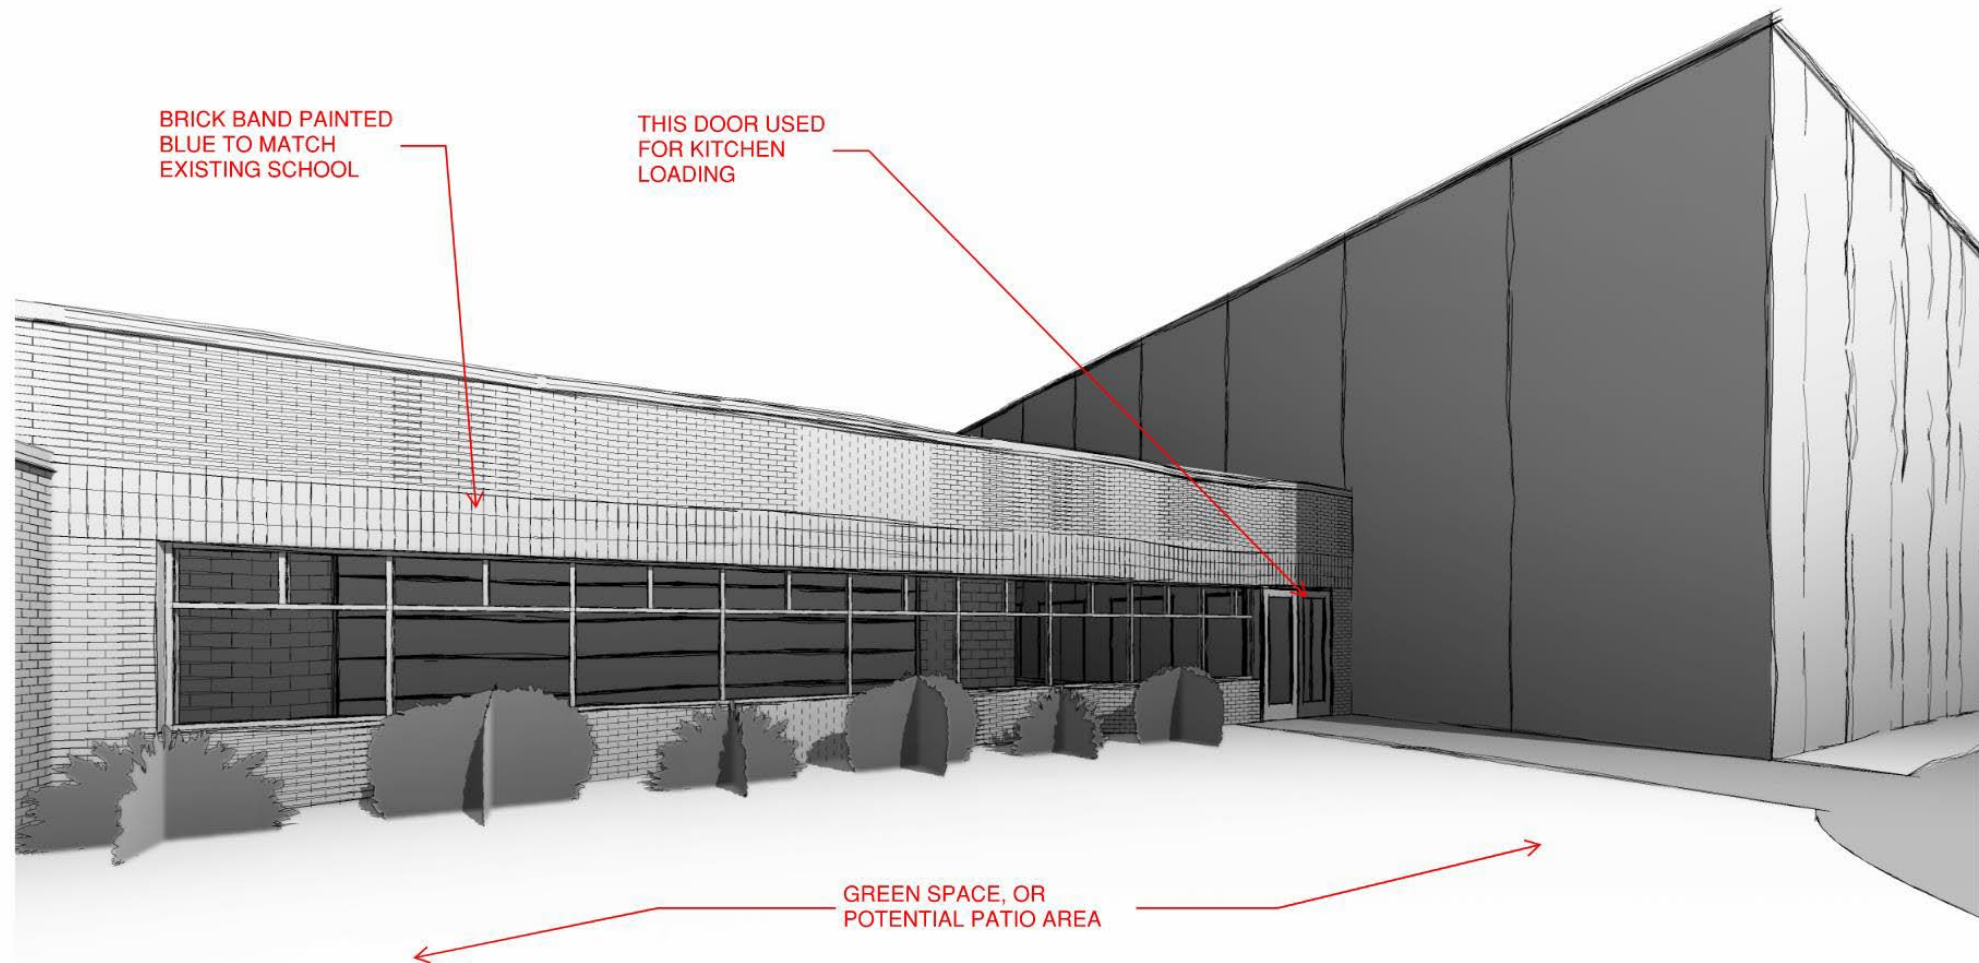 BRICK BAND PAINTED
BLUE TO MATCH
EXISTING SCHOOL
THIS DOOR USED
FOR KITCHEN
LOADING
GREEN SPACE, OR
POTENTIAL PATIO AREA